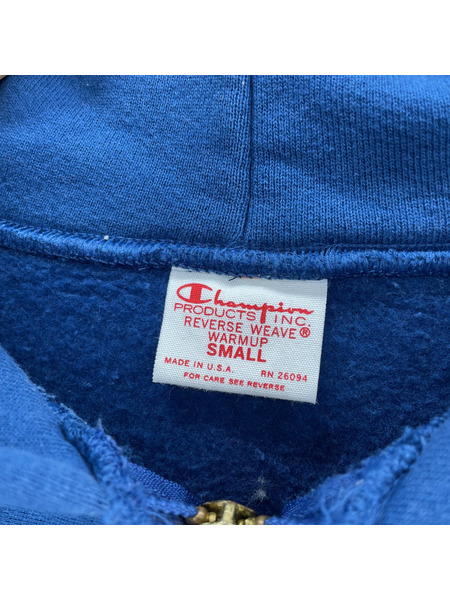 Champion
PRODUCTS INC.
REVERSE WEAVE®
WARMUP
SMALL
MADE IN U.S.A. RN 26094
FOR CARE SEE REVERSE